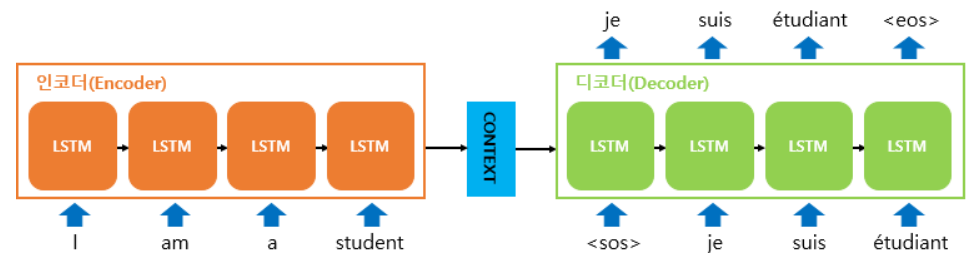 je suis étudiant <eos>
인코더(Encoder)
디코더(Decoder)
LSTM LSTM LSTM LSTM
CONTEXT
LSTM LSTM LSTM LSTM
I am a student
<sos> je suis étudiant